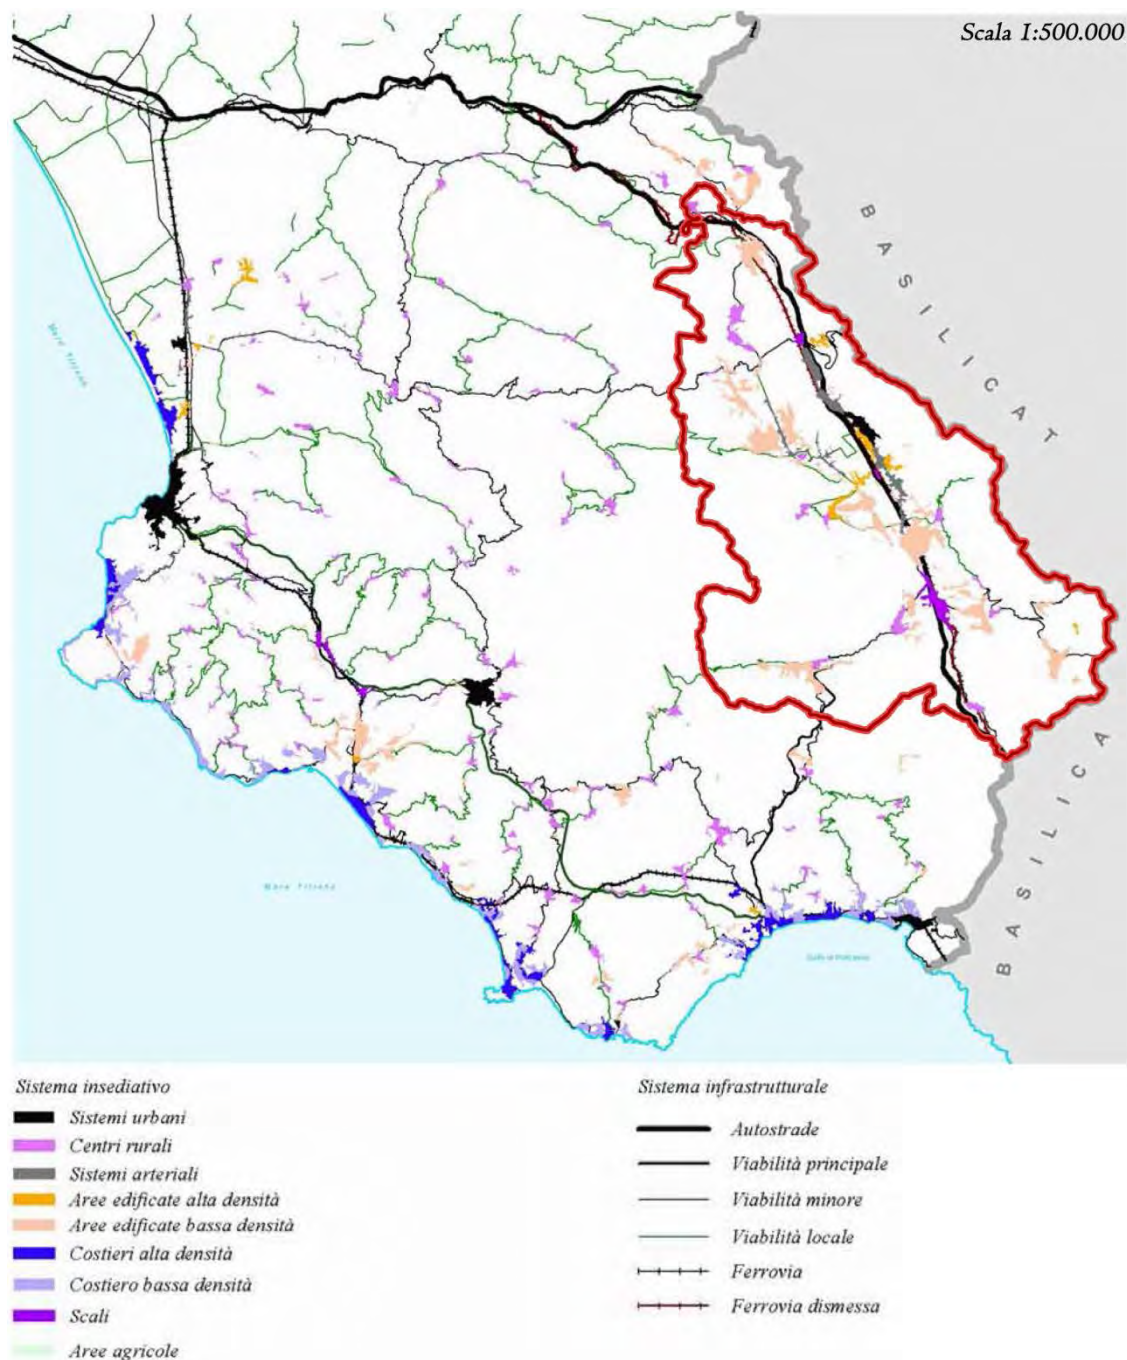 Scala 1:500.000
BASILICAT
Mare Tirreno
BASILICA
Mare Tirreno
Sistema insediativo
Sistemi urbani
Centri rurali
Sistemi arteriali
Aree edificate alta densità
Aree edificate bassa densità
Costieri alta densità
Costiero bassa densità
Scali
Aree agricole
Sistema infrastrutturale
Autostrade
Viabilità principale
Viabilità minore
Viabilità locale
Ferrovia
Ferrovia dismessa